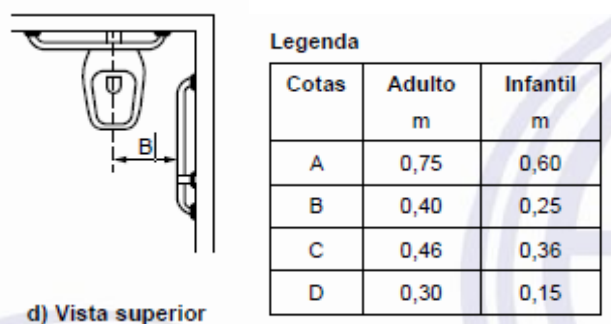 B
d) Vista superior
Legenda
Cotas Adulto Infantil
m m
A 0,75 0,60
B 0,40 0,25
C 0,46 0,36
D 0,30 0,15